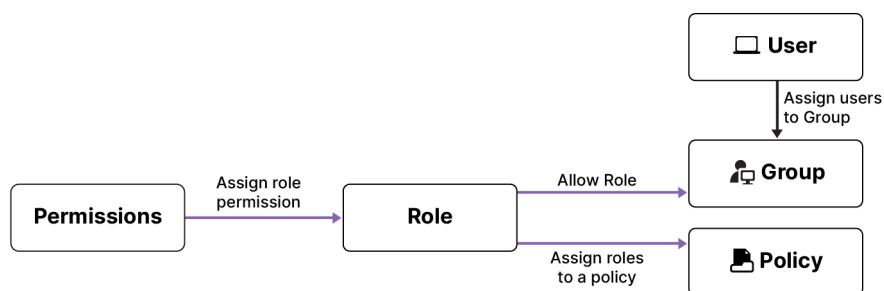 User
Assign users
to Group
Group
Allow Role
Assign role
permission
Permissions
Role
Assign roles
to a policy
Policy